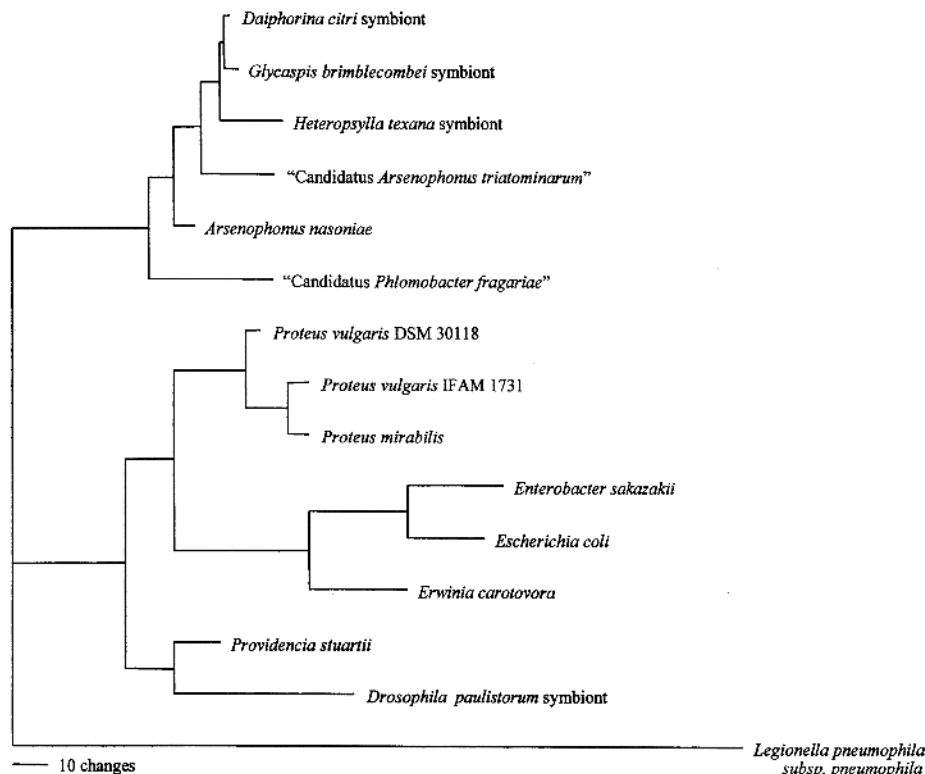 Daiphorina citri symbiont
Glycaspis brimblecombei symbiont
Heteropsylla texana symbiont
“Candidatus Arsenophonus triatominarum”
Arsenophonus nasoniae
“Candidatus Phlomobacter fragariae”
Proteus vulgaris DSM 30118
Proteus vulgaris IFAM 1731
Proteus mirabilis
Enterobacter sakazakii
Escherichia coli
Erwinia carotovora
Providencia stuartii
Drosophila paulistorum symbiont
Legionella pneumophila
subsp. pneumophila
10 changes